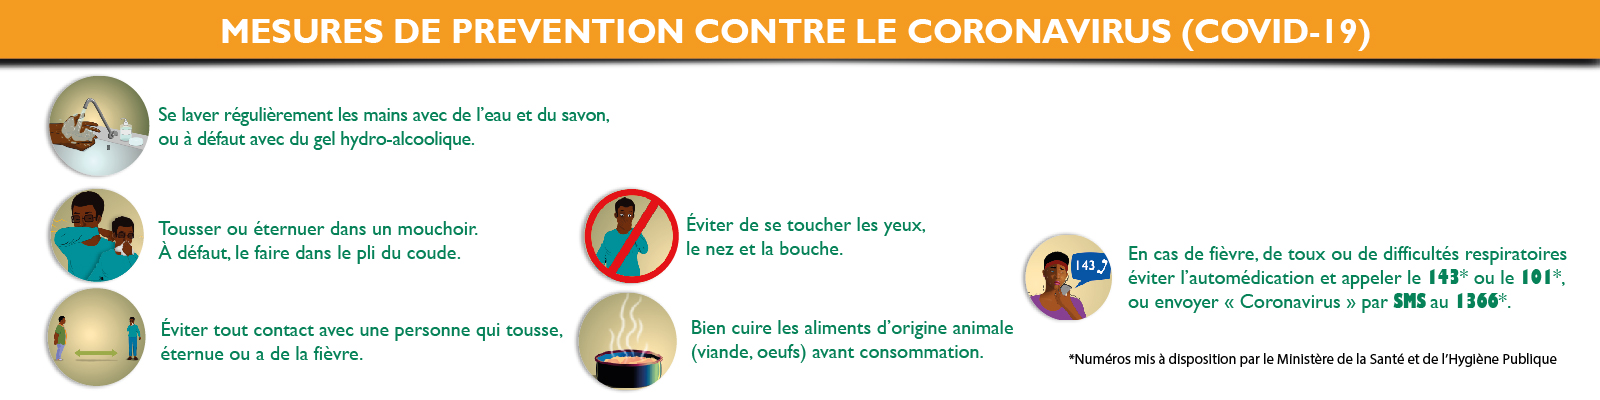 MESURES DE PREVENTION CONTRE LE CORONAVIRUS (COVID-19)
Se laver régulièrement les mains avec de l'eau et du savon,
ou à défaut avec du gel hydro-alcoolique.
Tousser ou éternuer dans un mouchoir.
À défaut, le faire dans le pli du coude.
Éviter tout contact avec une personne qui tousse,
éternue ou a de la fièvre.
Éviter de se toucher les yeux,
le nez et la bouche.
Bien cuire les aliments d'origine animale
(viande, oeufs) avant consommation.
143
En cas de fièvre, de toux ou de difficultés respiratoires
éviter l'automédication et appeler le 143* ou le 101*,
ou envoyer « Coronavirus » par SMS au 1366*.
*Numéros mis à disposition par le Ministère de la Santé et de l'Hygiène Publique